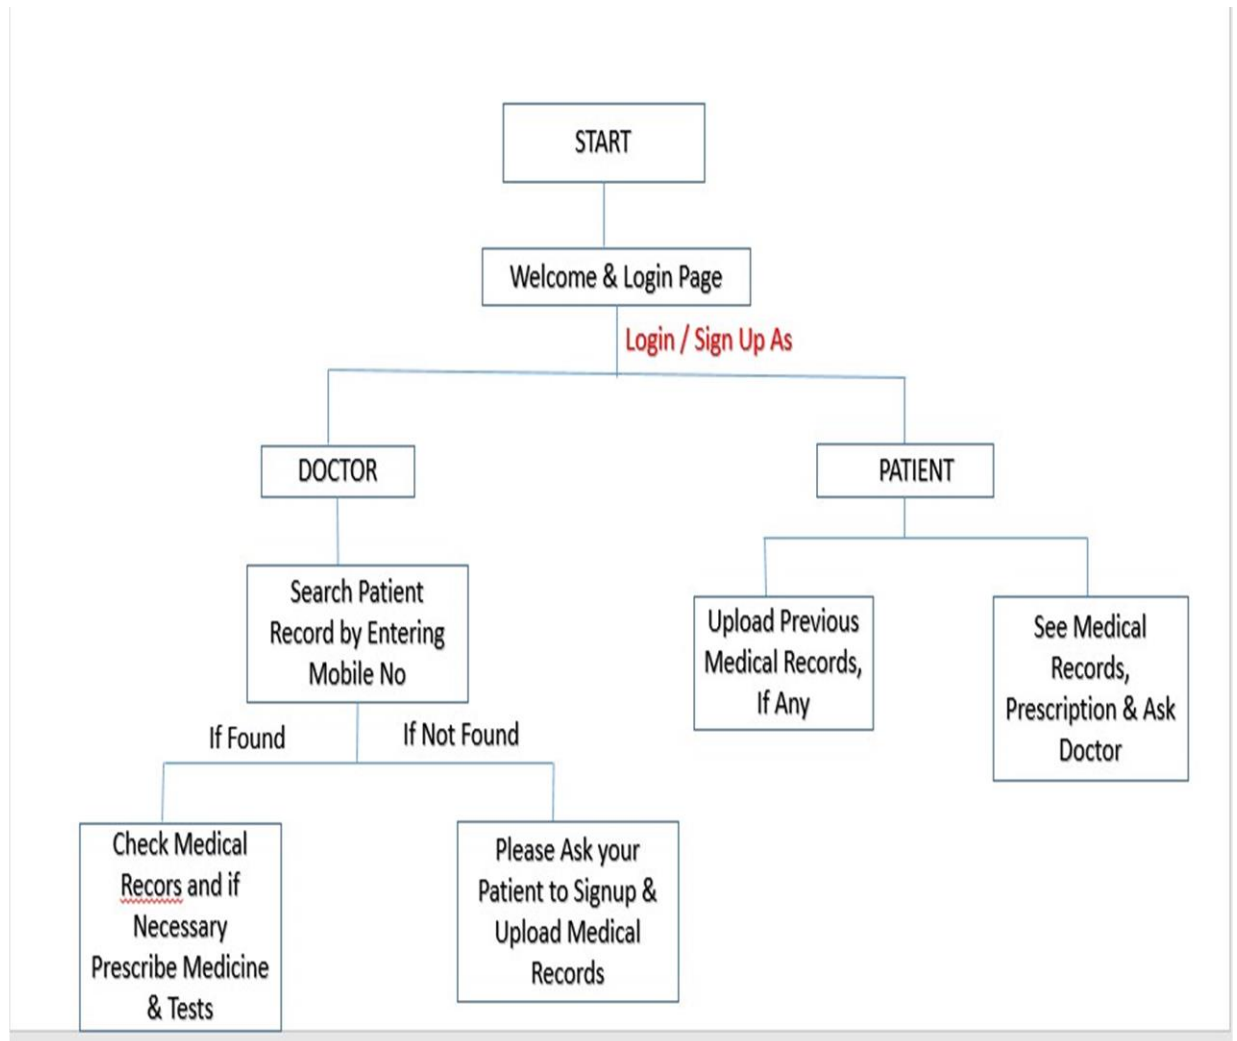 START
Welcome & Login Page
Login / Sign Up As
DOCTOR
PATIENT
Search Patient
Record by Entering
Mobile No
Upload Previous
Medical Records,
If Any
See Medical
Records,
Prescription & Ask
Doctor
If Found
If Not Found
Check Medical
Recors and if
Necessary
Prescribe Medicine
& Tests
Please Ask your
Patient to Signup &
Upload Medical
Records